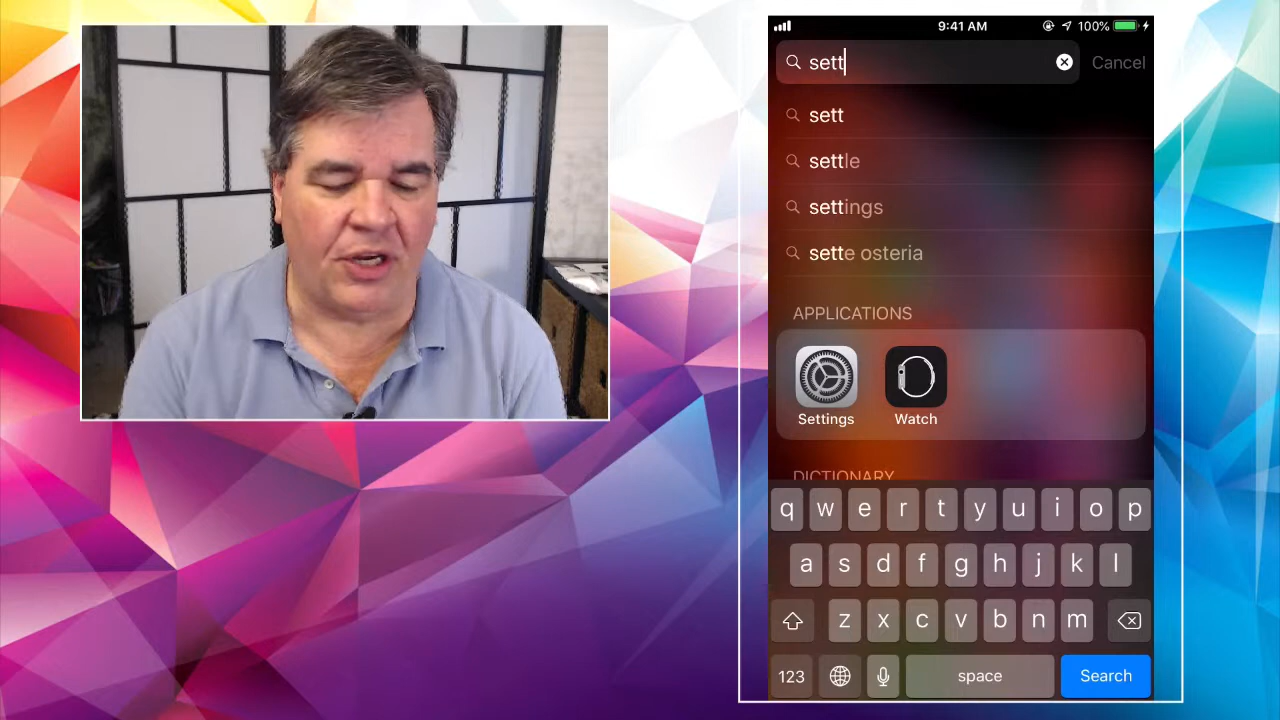 9:41 AM 100%
sett Cancel
sett
settle
settings
sette osteria
APPLICATIONS
Settings Watch
DICTIONARY
q w e r t y u i o p
a s d f g h j k l
z x c v b n m
123 space Search